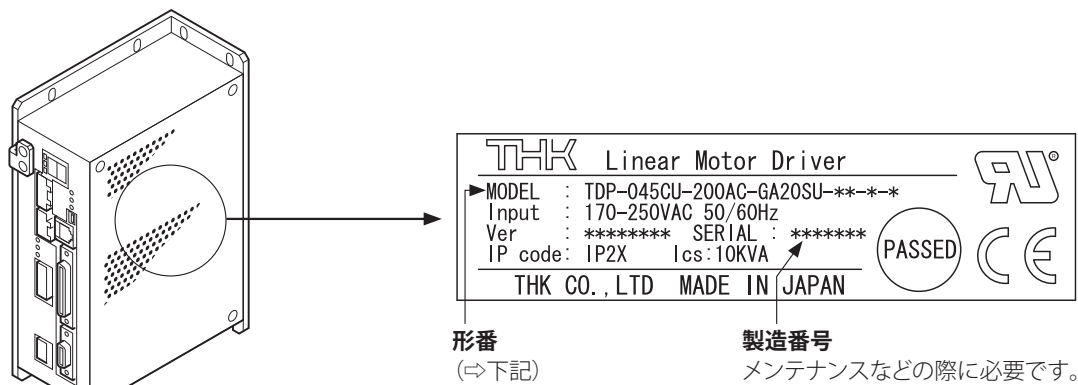 THK Linear Motor Driver
MODEL : TDP-045CU-200AC-GA20SU-**-*-*
Input : 170-250VAC 50/60Hz
Ver : ******** SERIAL : *******
IP code: IP2X Ics:10KVA
PASSED
THK CO.,LTD MADE IN JAPAN
形番
(⇨下記)
製造番号
メンテナンスなどの際に必要です。